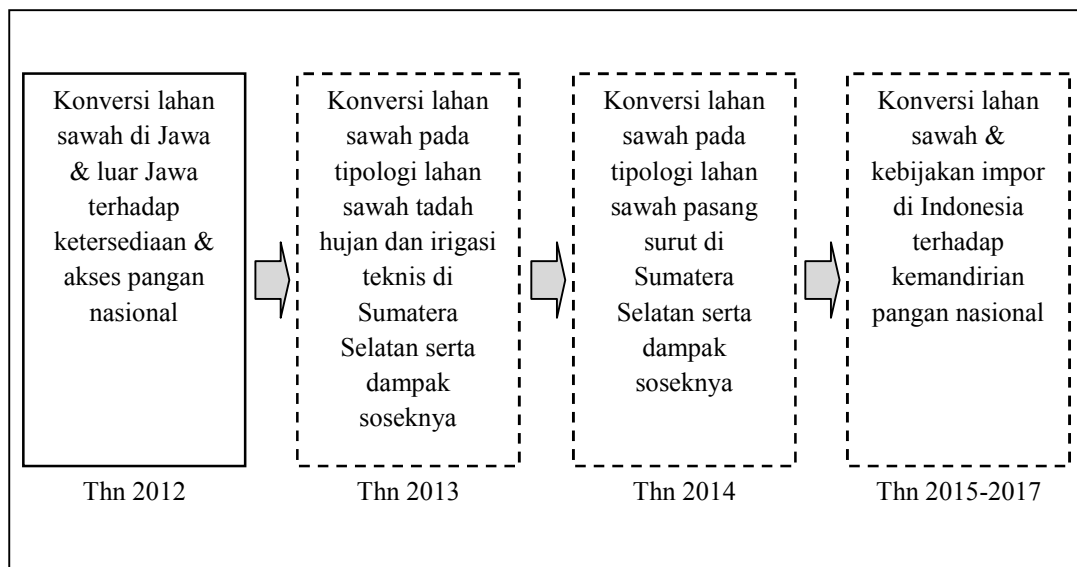 Konversi lahan
sawah di Jawa
& luar Jawa
terhadap
ketersediaan &
akses pangan
nasional
Thn 2012
Konversi lahan
sawah pada
tipologi lahan
sawah tadah
hujan dan irigasi
teknis di
Sumatera
Selatan serta
dampak
soseknya
Thn 2013
Konversi lahan
sawah pada
tipologi lahan
sawah pasang
surut di
Sumatera
Selatan serta
dampak
soseknya
Thn 2014
Konversi lahan
sawah &
kebijakan impor
di Indonesia
terhadap
kemandirian
pangan nasional
Thn 2015-2017